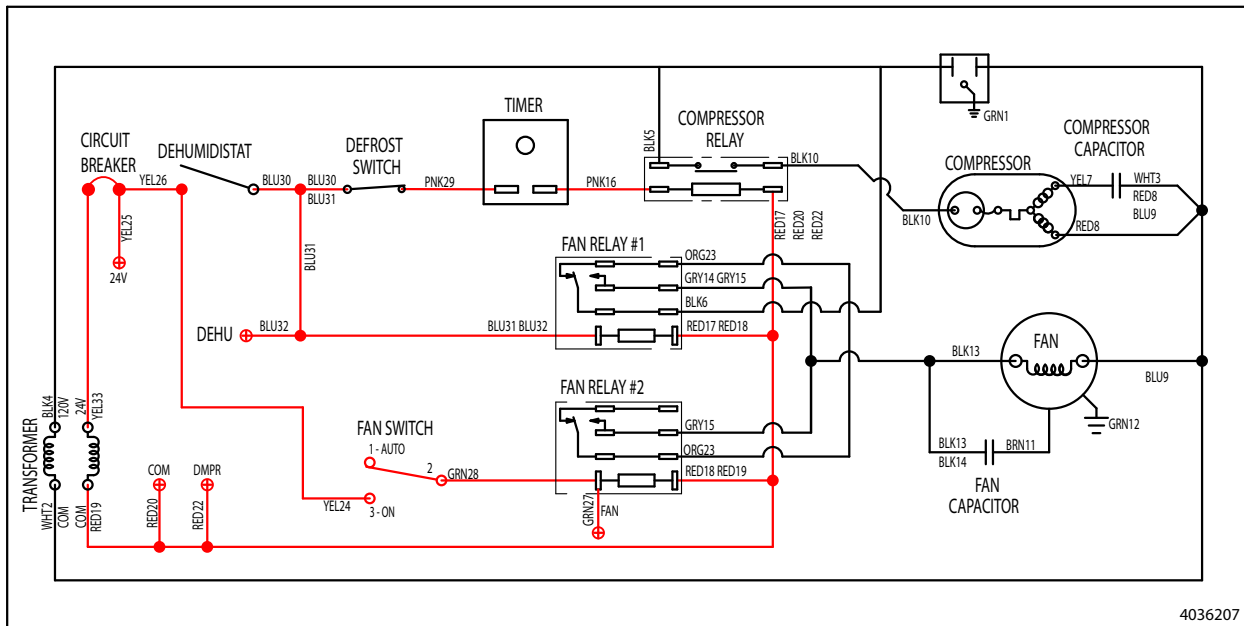 TIMER
COMPRESSOR
RELAY
CIRCUIT
BREAKER
DEHUMIDISTAT
DEFROST
SWITCH
BLK5
GRN1
COMPRESSOR
CAPACITOR
COMPRESSOR
YEL26
BLU30
BLU30
BLU31
PNK29
PNK16
BLK10
BLK10
YEL7
WHT3
RED8
BLU9
RED8
YEL25
24V
BLU31
RED17
RED20
RED22
FAN RELAY #1
ORG23
GRY14 GRY15
BLK6
DEHU
BLU32
BLU31 BLU32
RED17 RED18
FAN
BLK13
BLU9
GRN12
BLK13
BLK14
BRN11
FAN
CAPACITOR
FAN RELAY #2
GRY15
ORG23
RED18 RED19
FAN SWITCH
1 - AUTO
2
GRN28
YEL24
3 - ON
GRN27
FAN
TRANSFORMER
BLK4
120V
24V
YEL33
WHT2
COM
COM
RED19
COM
RED20
DMPR
RED22
4036207